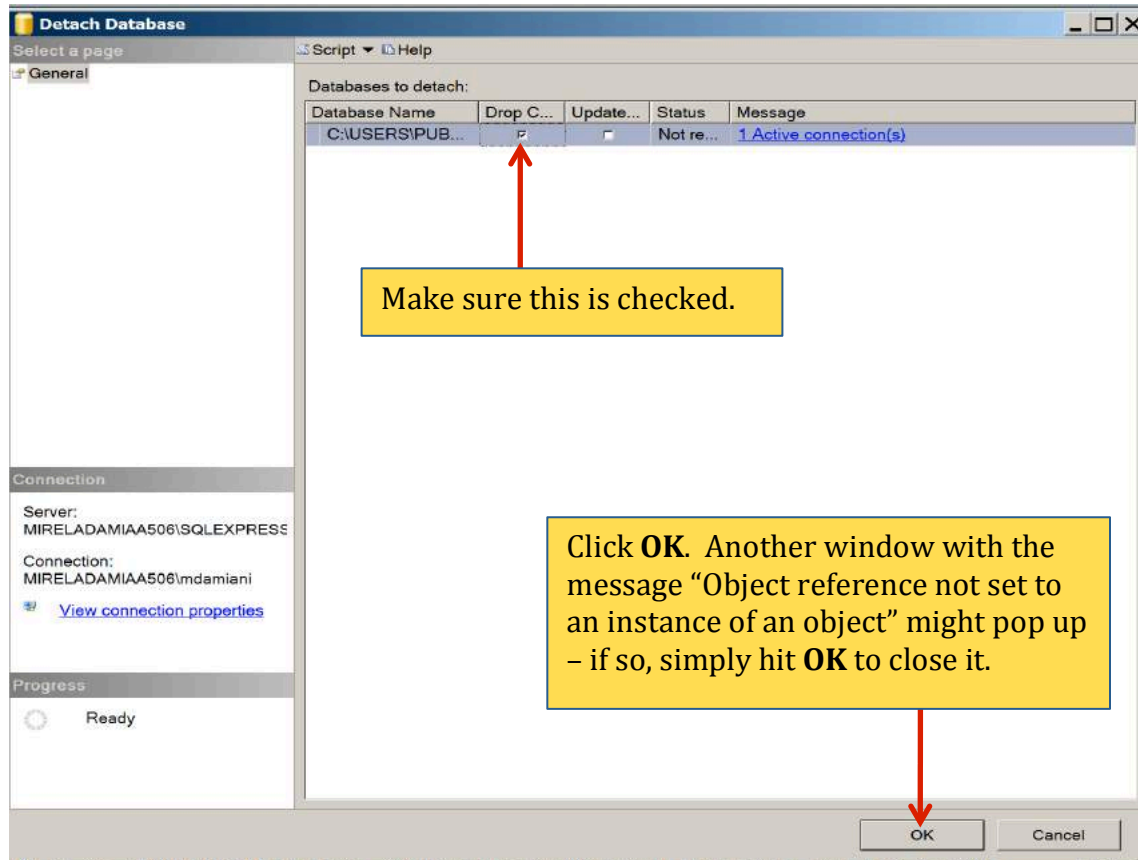 Detach Database
Select a page
General
Script Help
Databases to detach:
Database Name Drop C... Update... Status Message
C:\USERS\PUB... Not re... 1 Active connection(s)
Make sure this is checked.
Connection
Server:
MIRELADAMIAA506\SQLEXPRESS
Connection:
MIRELADAMIAA506\mdamiani
View connection properties
Click OK. Another window with the
message “Object reference not set to
an instance of an object” might pop up
– if so, simply hit OK to close it.
Progress
Ready
OK Cancel